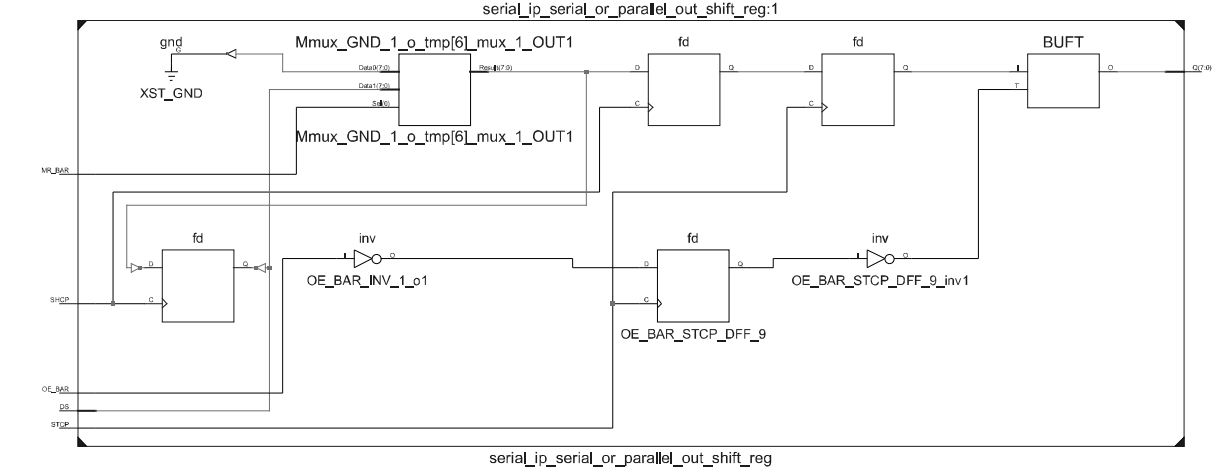 serial_ip_serial_or_parallel_out_shift_reg:1
gnd
G
XST_GND
Mmux_GND_1_o_tmp[6]_mux_1_OUT1
Data0(7:0)
Result(7:0)
Data1(7:0)
Sel(0)
Mmux_GND_1_o_tmp[6]_mux_1_OUT1
fd
D
Q
C
fd
D
Q
C
BUFT
I
O
T
Q(7:0)
MR_BAR
fd
D
Q
C
SHCP
inv
I
O
OE_BAR_INV_1_o1
fd
D
Q
C
OE_BAR_STCP_DFF_9
inv
I
O
OE_BAR_STCP_DFF_9_inv1
OE_BAR
DS
STCP
serial_ip_serial_or_parallel_out_shift_reg